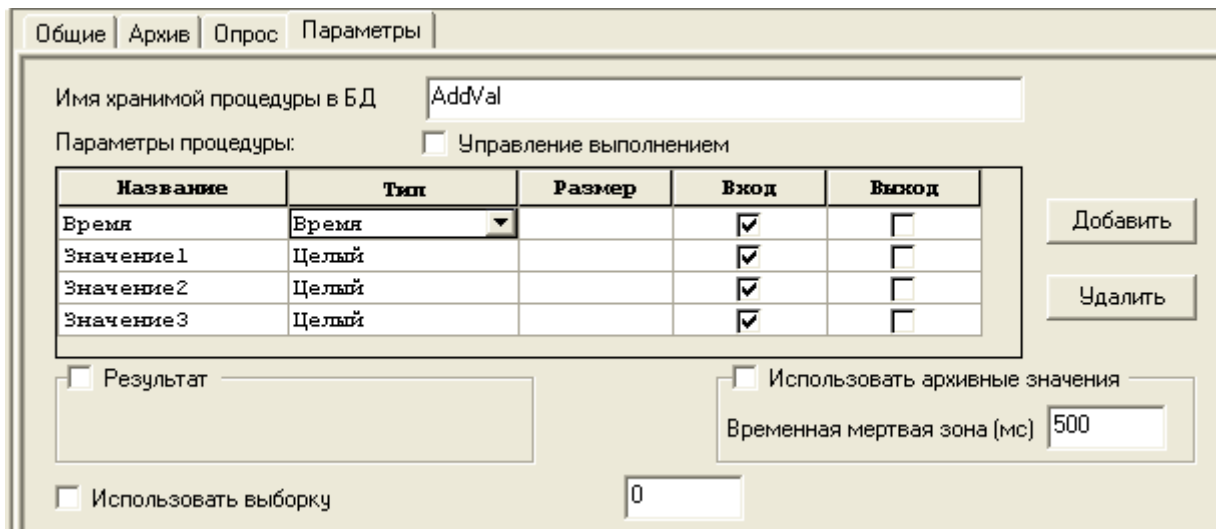 Общие Архив Опрос Параметры
Имя хранимой процедуры в БД AddVal
Параметры процедуры: Управление выполнением
Название Тип Размер Вход Выход
Время Время
Добавить
Значение1 Целый
Значение2 Целый
Удалить
Значение3 Целый
Результат Использовать архивные значения
Временная мертвая зона (мс) 500
Использовать выборку 0